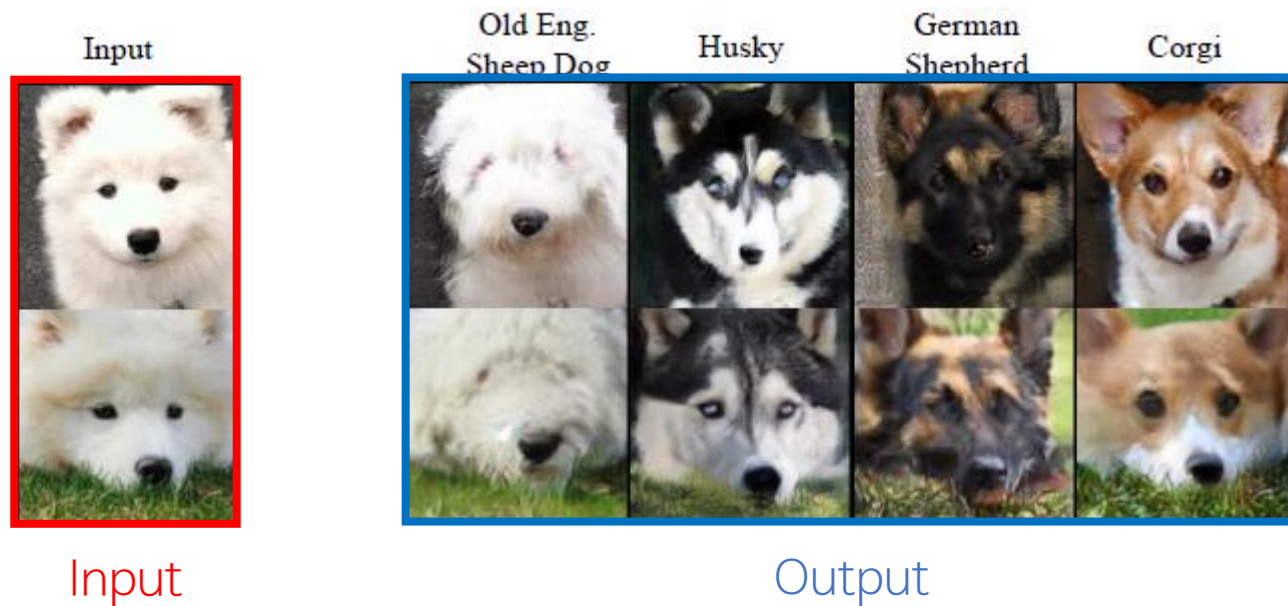 Input
Old Eng.
Sheep Dog
Husky
German
Shepherd
Corgi
Input
Output